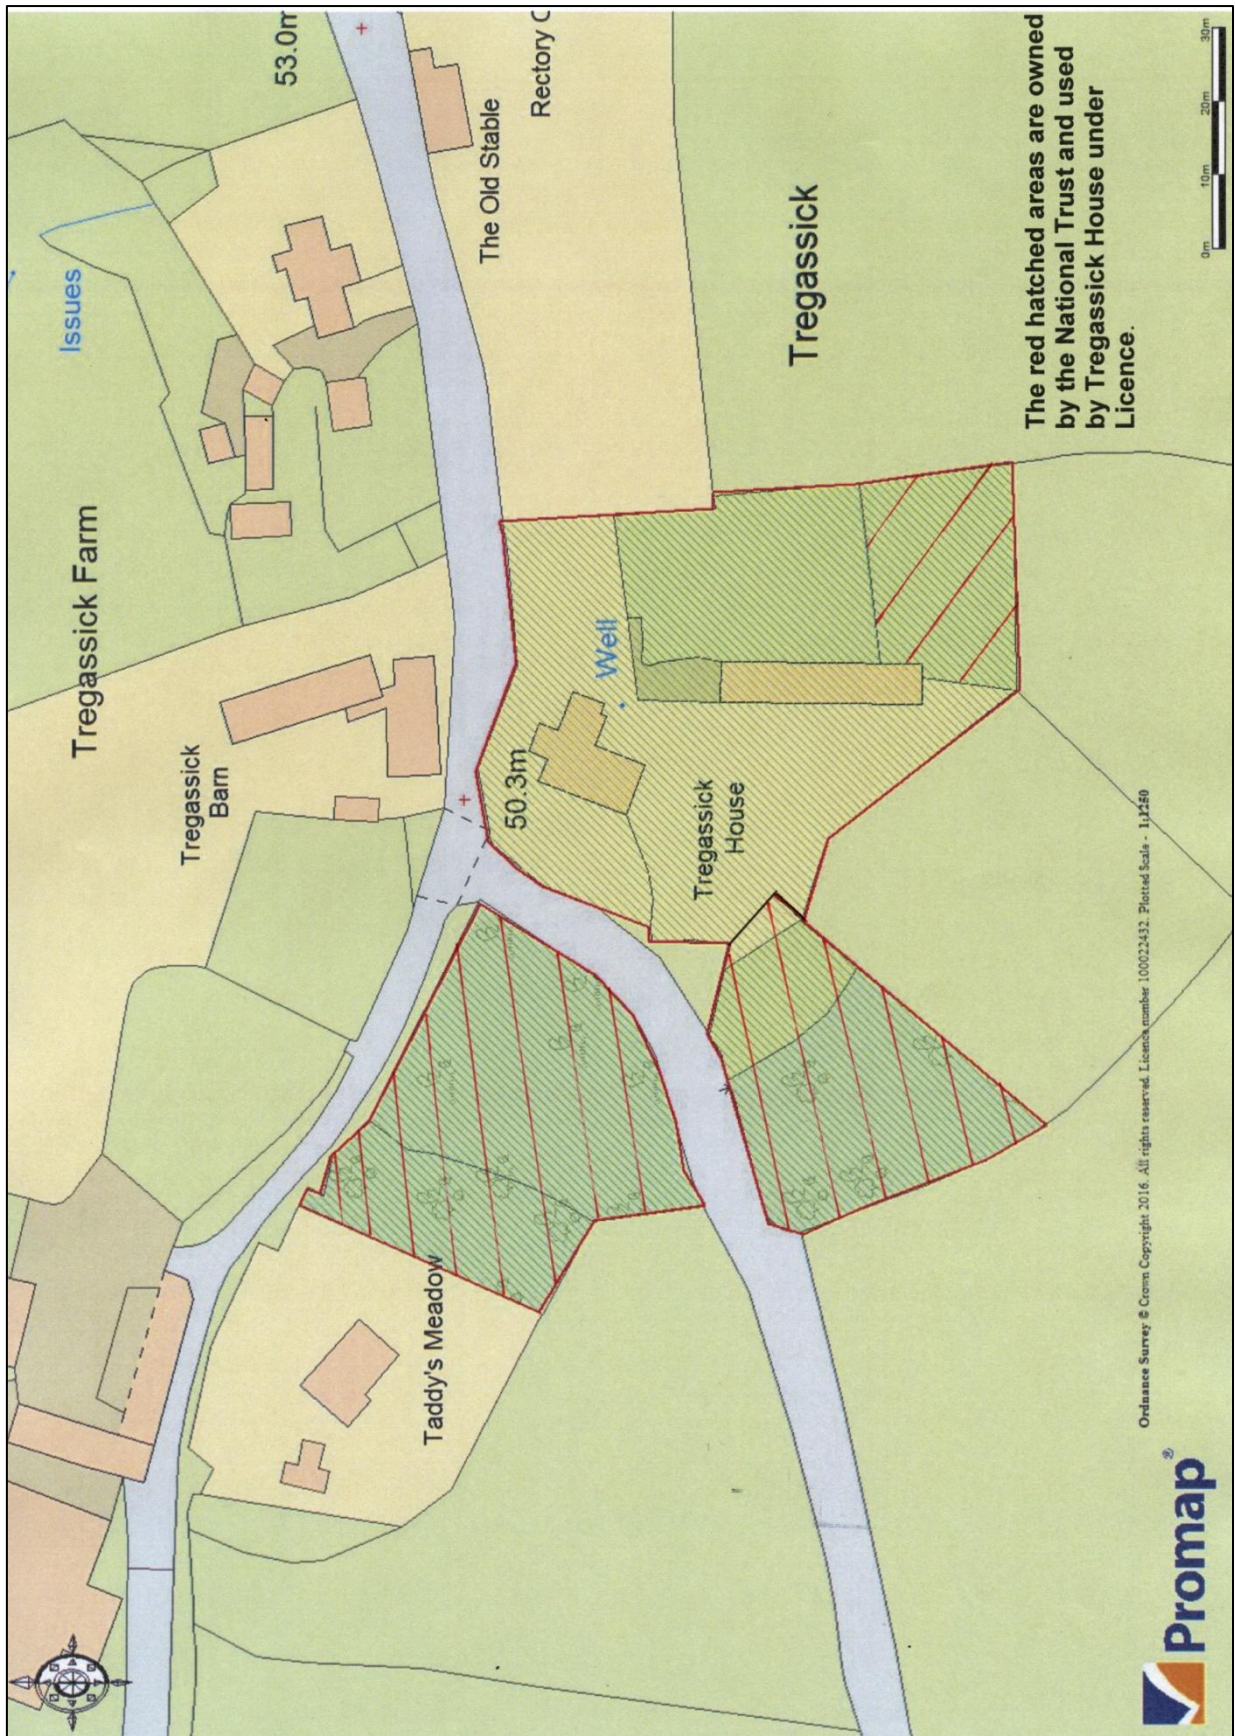 53.0m
Rectory C
The Old Stable
Issues
Tregassick Farm
Tregassick
The red hatched areas are owned
by the National Trust and used
by Tregassick House under
Licence.
0m 10m 20m 30m
Tregassick
Barn
Well
50.3m
Tregassick
House
Taddy's Meadow
Ordnance Survey © Crown Copyright 2016. All rights reserved. Licence number 100022432. Plotted Scale - 1:1250
Promap®